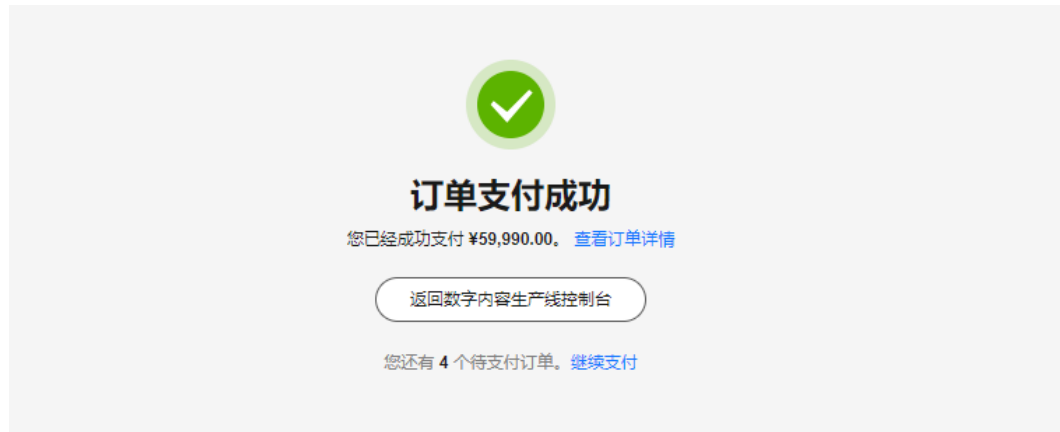 订单支付成功
您已经成功支付 ¥59,990.00。 查看订单详情
返回数字内容生产线控制台
您还有 4 个待支付订单。继续支付